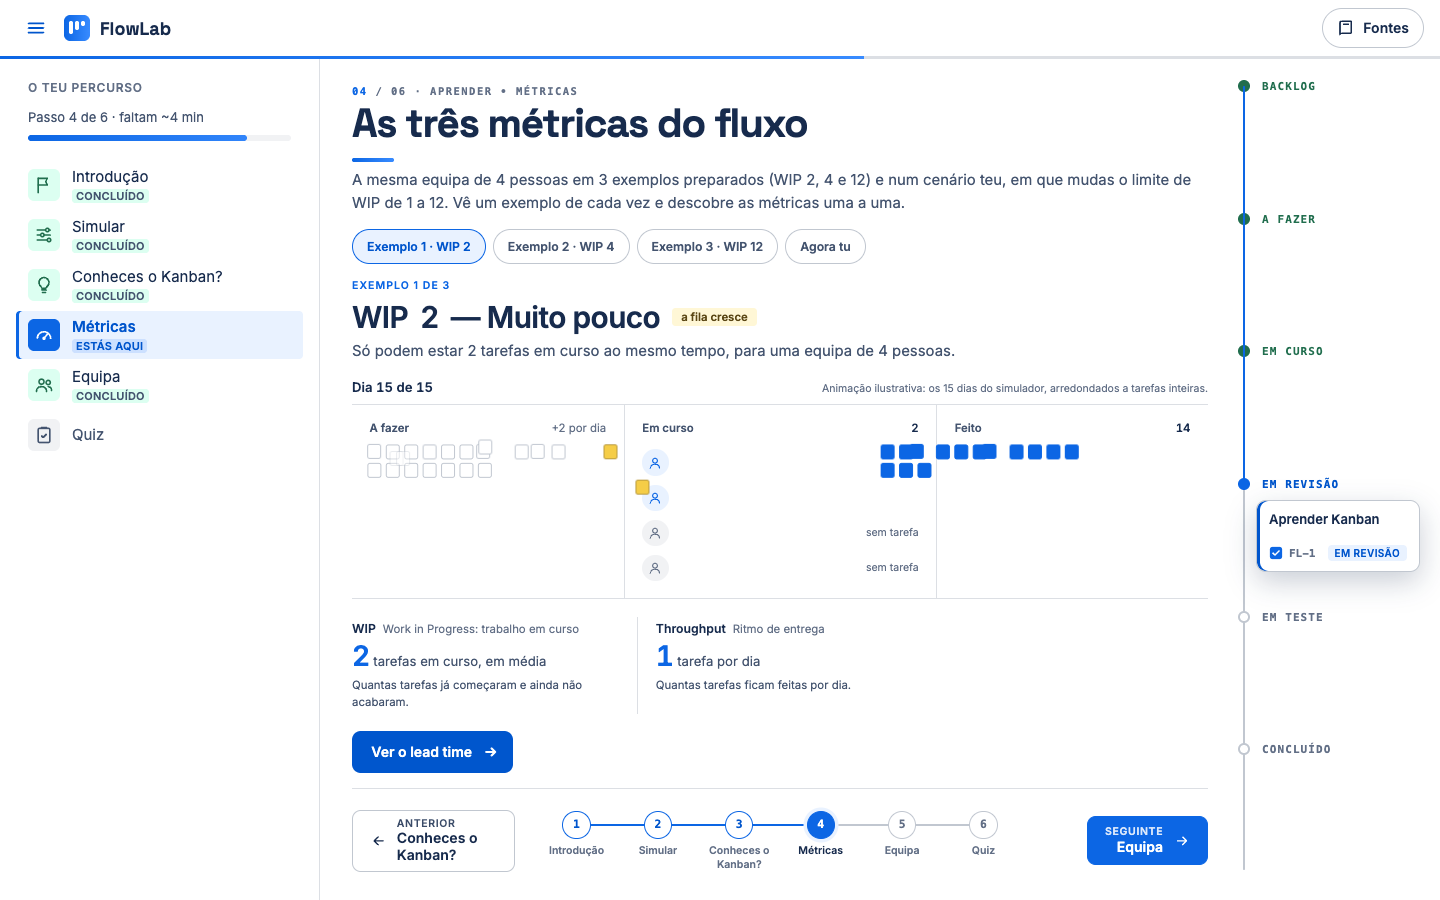 FlowLab
Fontes
O TEU PERCURSO
Passo 4 de 6 · faltam ~4 min
Introdução
CONCLUÍDO
Simular
CONCLUÍDO
Conheces o Kanban?
CONCLUÍDO
Métricas
ESTÁS AQUI
Equipa
CONCLUÍDO
Quiz
04 / 06 · APRENDER • MÉTRICAS
As três métricas do fluxo
A mesma equipa de 4 pessoas em 3 exemplos preparados (WIP 2, 4 e 12) e num cenário teu, em que mudas o limite de
WIP de 1 a 12. Vê um exemplo de cada vez e descobre as métricas uma a uma.
Exemplo 1 · WIP 2
Exemplo 2 · WIP 4
Exemplo 3 · WIP 12
Agora tu
EXEMPLO 1 DE 3
WIP 2 — Muito pouco
a fila cresce
Só podem estar 2 tarefas em curso ao mesmo tempo, para uma equipa de 4 pessoas.
Dia 15 de 15
Animação ilustrativa: os 15 dias do simulador, arredondados a tarefas inteiras.
A fazer
+2 por dia
Em curso
2
Feito
14
sem tarefa
sem tarefa
WIP Work in Progress: trabalho em curso
2 tarefas em curso, em média
Quantas tarefas já começaram e ainda não
acabaram.
Throughput Ritmo de entrega
1 tarefa por dia
Quantas tarefas ficam feitas por dia.
Ver o lead time
ANTERIOR
Conheces o
Kanban?
1
Introdução
2
Simular
3
Conheces o
Kanban?
4
Métricas
5
Equipa
6
Quiz
SEGUINTE
Equipa
BACKLOG
A FAZER
EM CURSO
EM REVISÃO
Aprender Kanban
FL-1
EM REVISÃO
EM TESTE
CONCLUÍDO